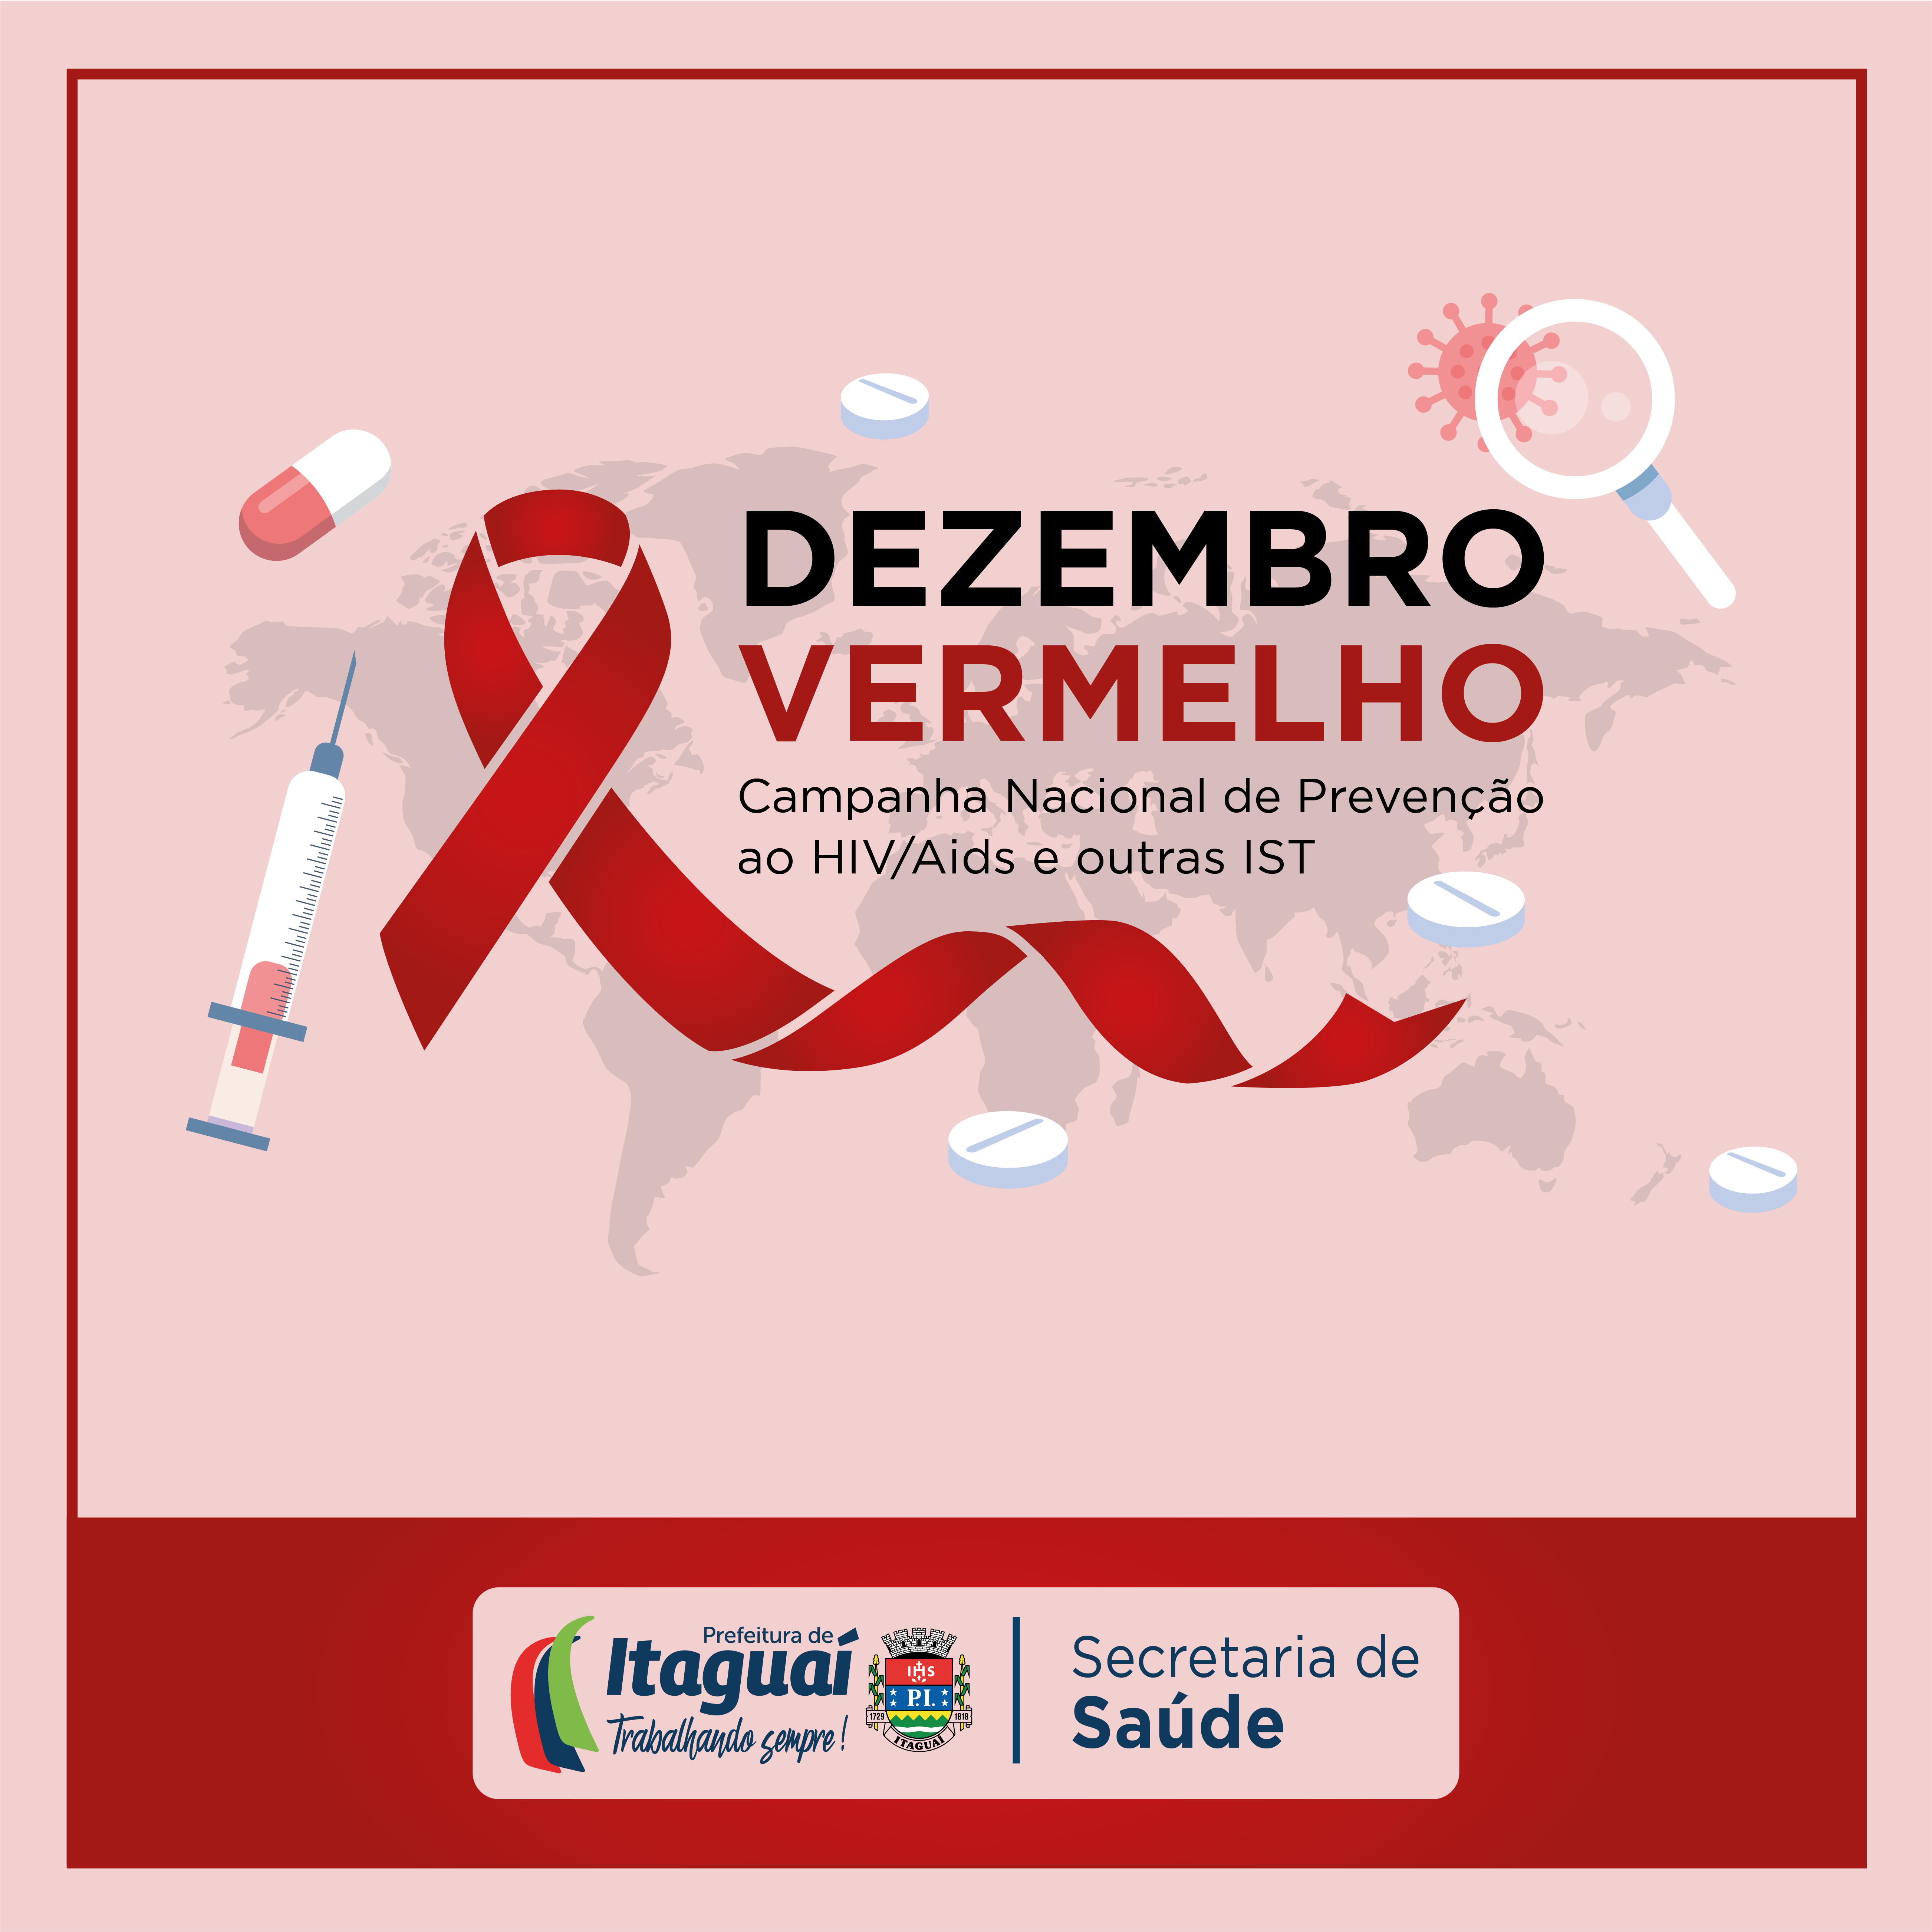 DEZEMBRO
VERMELHO
Campanha Nacional de Prevenção
ao HIV/Aids e outras IST
Prefeitura de
Itaguaí
Trabalhando sempre!
IHS
P.I.
1729 1818
ITAGUAÍ
Secretaria de
Saúde